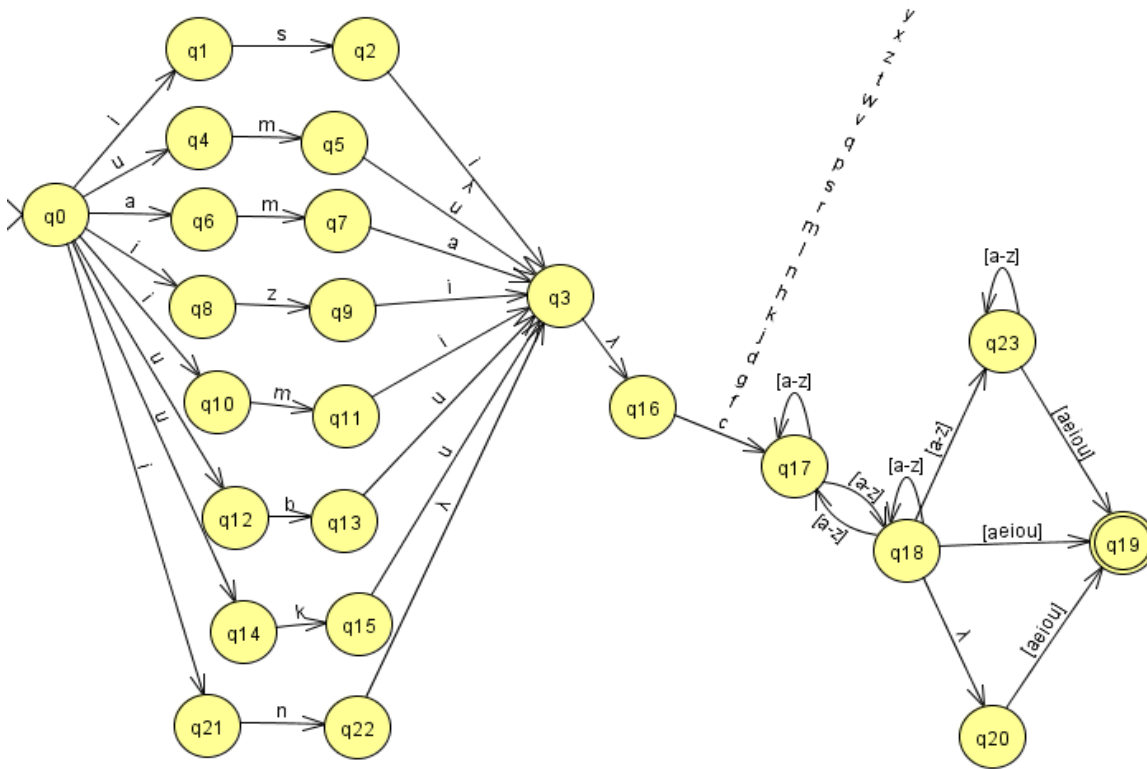 y
x
z
t
w
v
q
p
s
r
m
l
n
h
k
j
d
g
f
c
q1
s
q2
i
q4
m
q5
i
λ
u
q0
a
q6
m
q7
u
a
i
q8
z
q9
i
q3
[a-z]
q23
i
q10
m
q11
i
λ
q16
[a-z]
q17
[aeiou]
u
q12
b
q13
u
[a-z]
[a-z]
[a-z]
[a-z]
q18
[aeiou]
q19
u
q14
k
q15
u
λ
[aeiou]
i
q21
n
q22
λ
q20